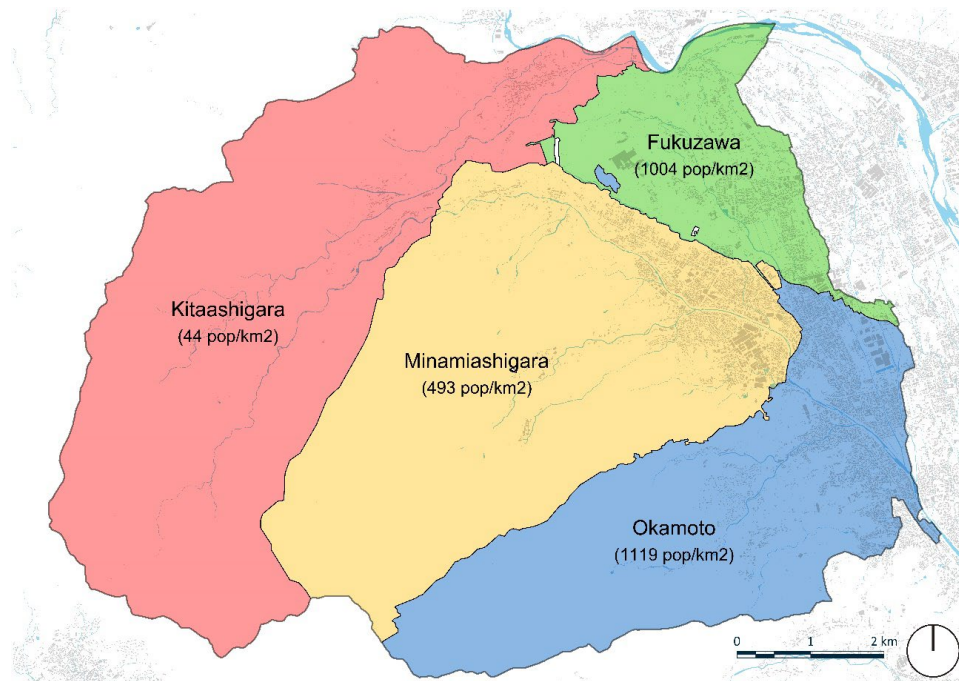 Fukuzawa
(1004 pop/km2)
Kitaashigara
(44 pop/km2)
Minamiashigara
(493 pop/km2)
Okamoto
(1119 pop/km2)
0 1 2 km